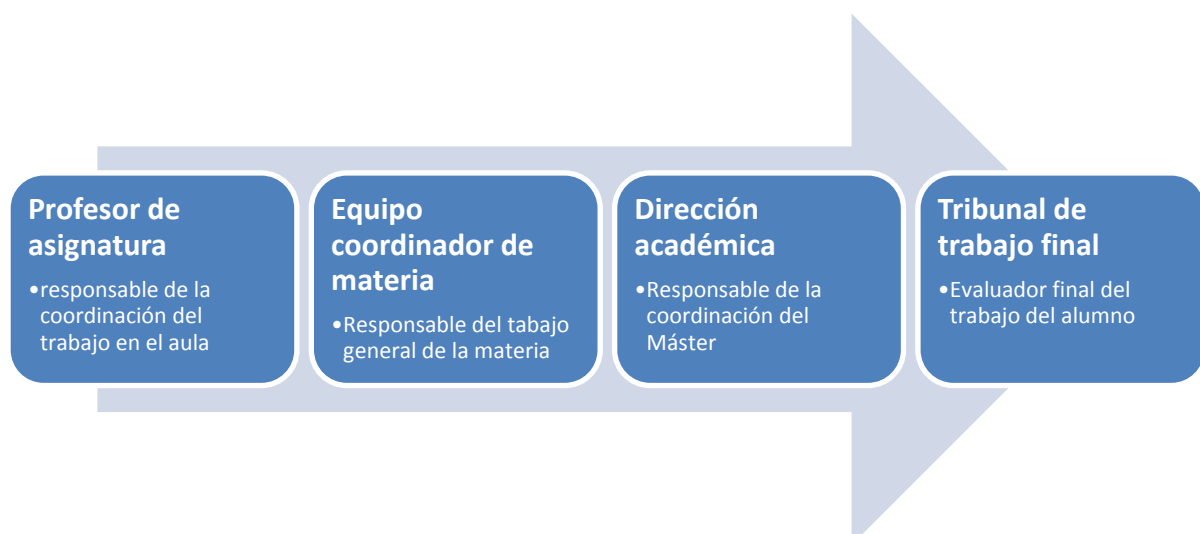 Profesor de
asignatura
•responsable de la
coordinación del
trabajo en el aula
Equipo
coordinador de
materia
•Responsable del tabajo
general de la materia
Dirección
académica
•Responsable de la
coordinación del
Máster
Tribunal de
trabajo final
•Evaluador final del
trabajo del alumno